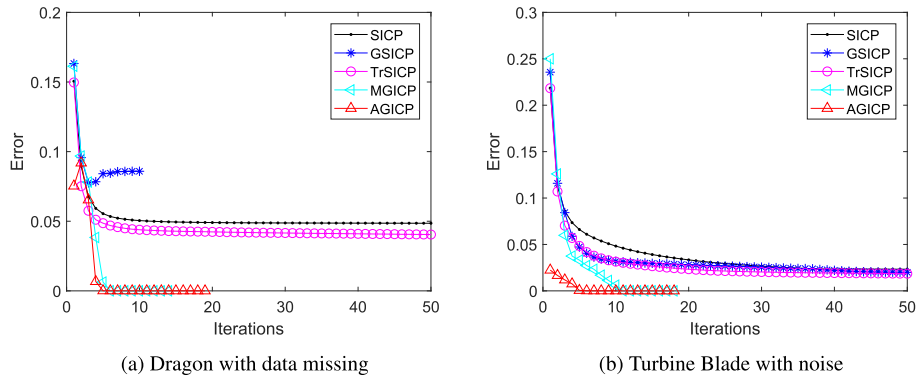 0.2
0.15
0.1
0.05
0
Error
0 10 20 30 40 50
Iterations
SICP
GSICP
TrSICP
MGICP
AGICP
(a) Dragon with data missing
0.3
0.25
0.2
0.15
0.1
0.05
0
Error
0 10 20 30 40 50
Iterations
SICP
GSICP
TrSICP
MGICP
AGICP
(b) Turbine Blade with noise